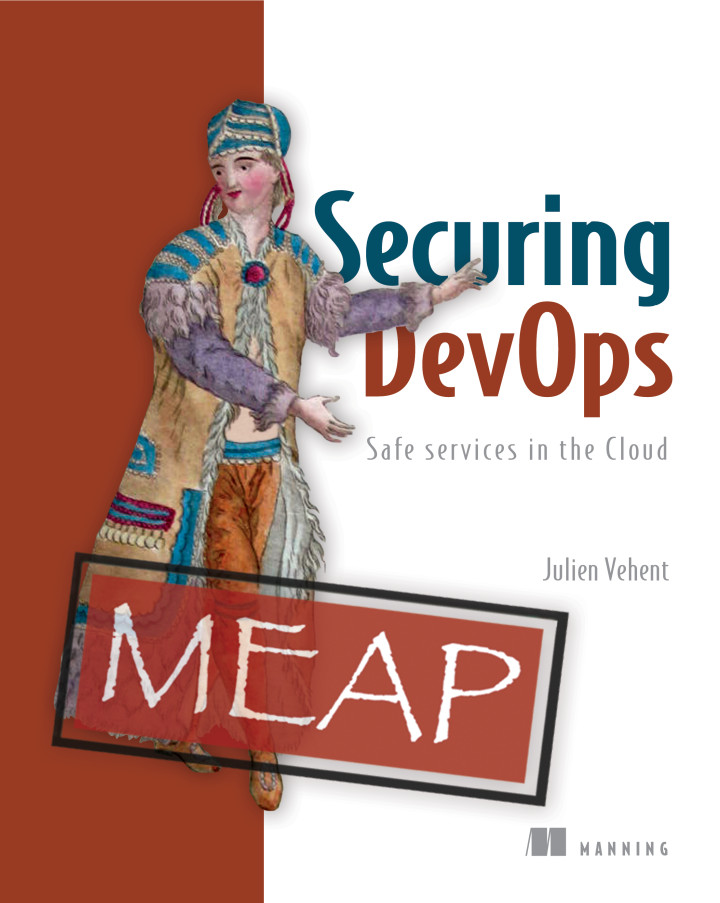 Securing
DevOps
Safe services in the Cloud
Julien Vehent
MEAP
MANNING